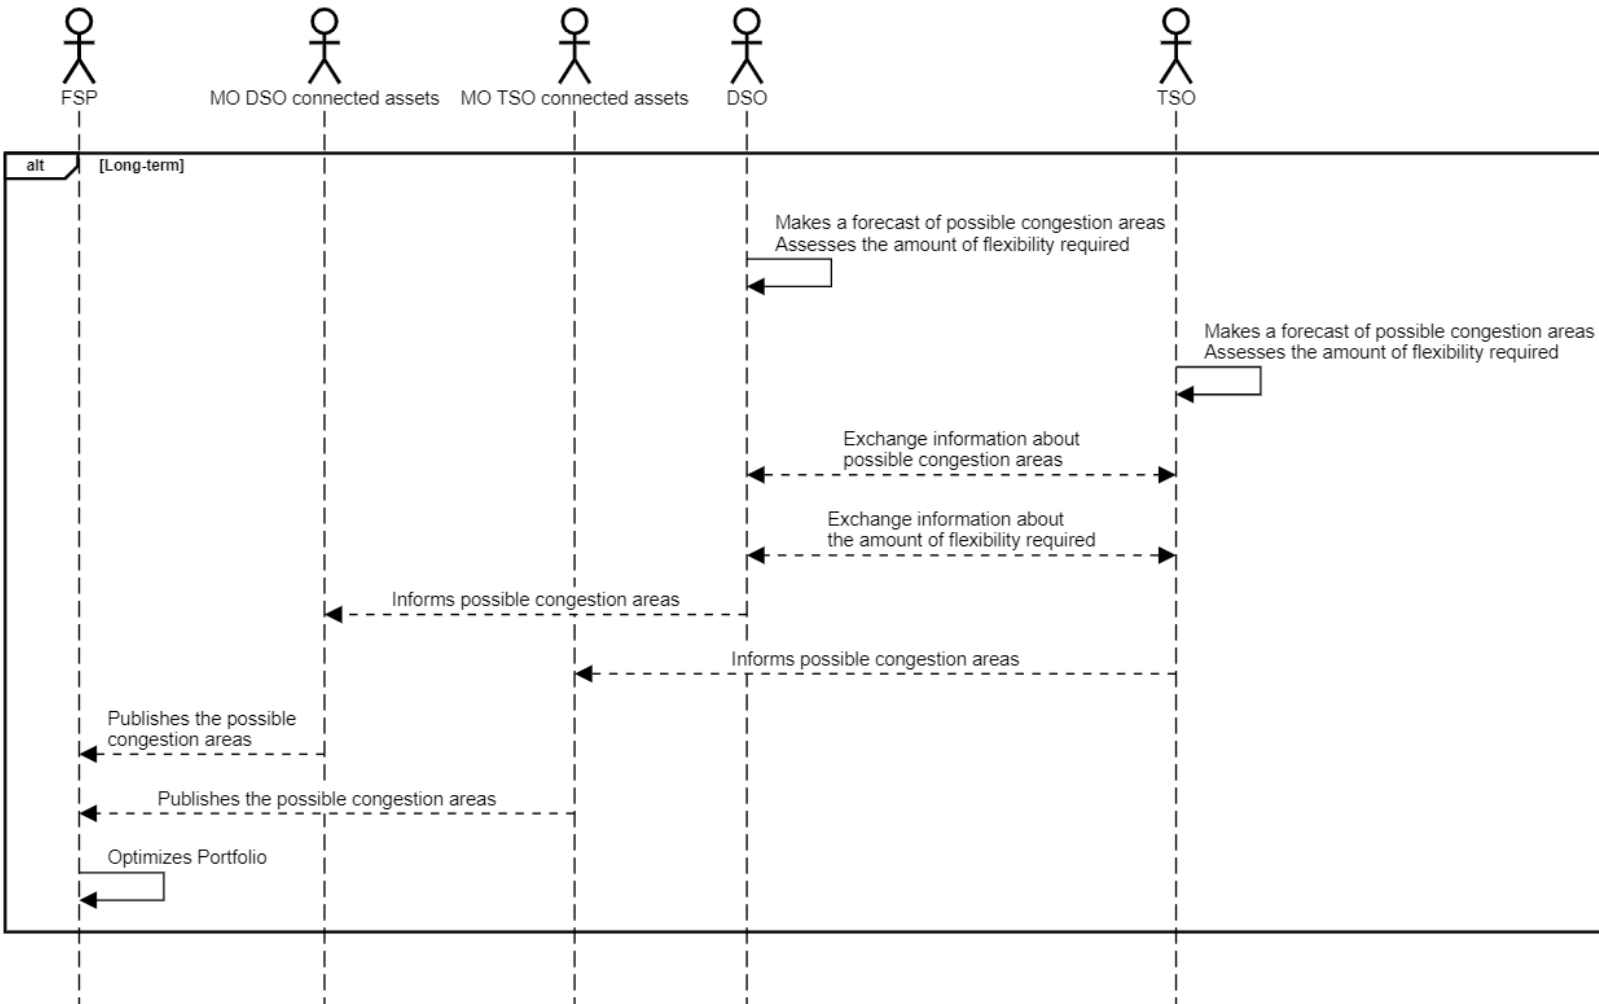 FSP
MO DSO connected assets
MO TSO connected assets
DSO
TSO
alt
[Long-term]
Makes a forecast of possible congestion areas
Assesses the amount of flexibility required
Makes a forecast of possible congestion areas
Assesses the amount of flexibility required
Exchange information about
possible congestion areas
Exchange information about
the amount of flexibility required
Informs possible congestion areas
Informs possible congestion areas
Publishes the possible
congestion areas
Publishes the possible congestion areas
Optimizes Portfolio